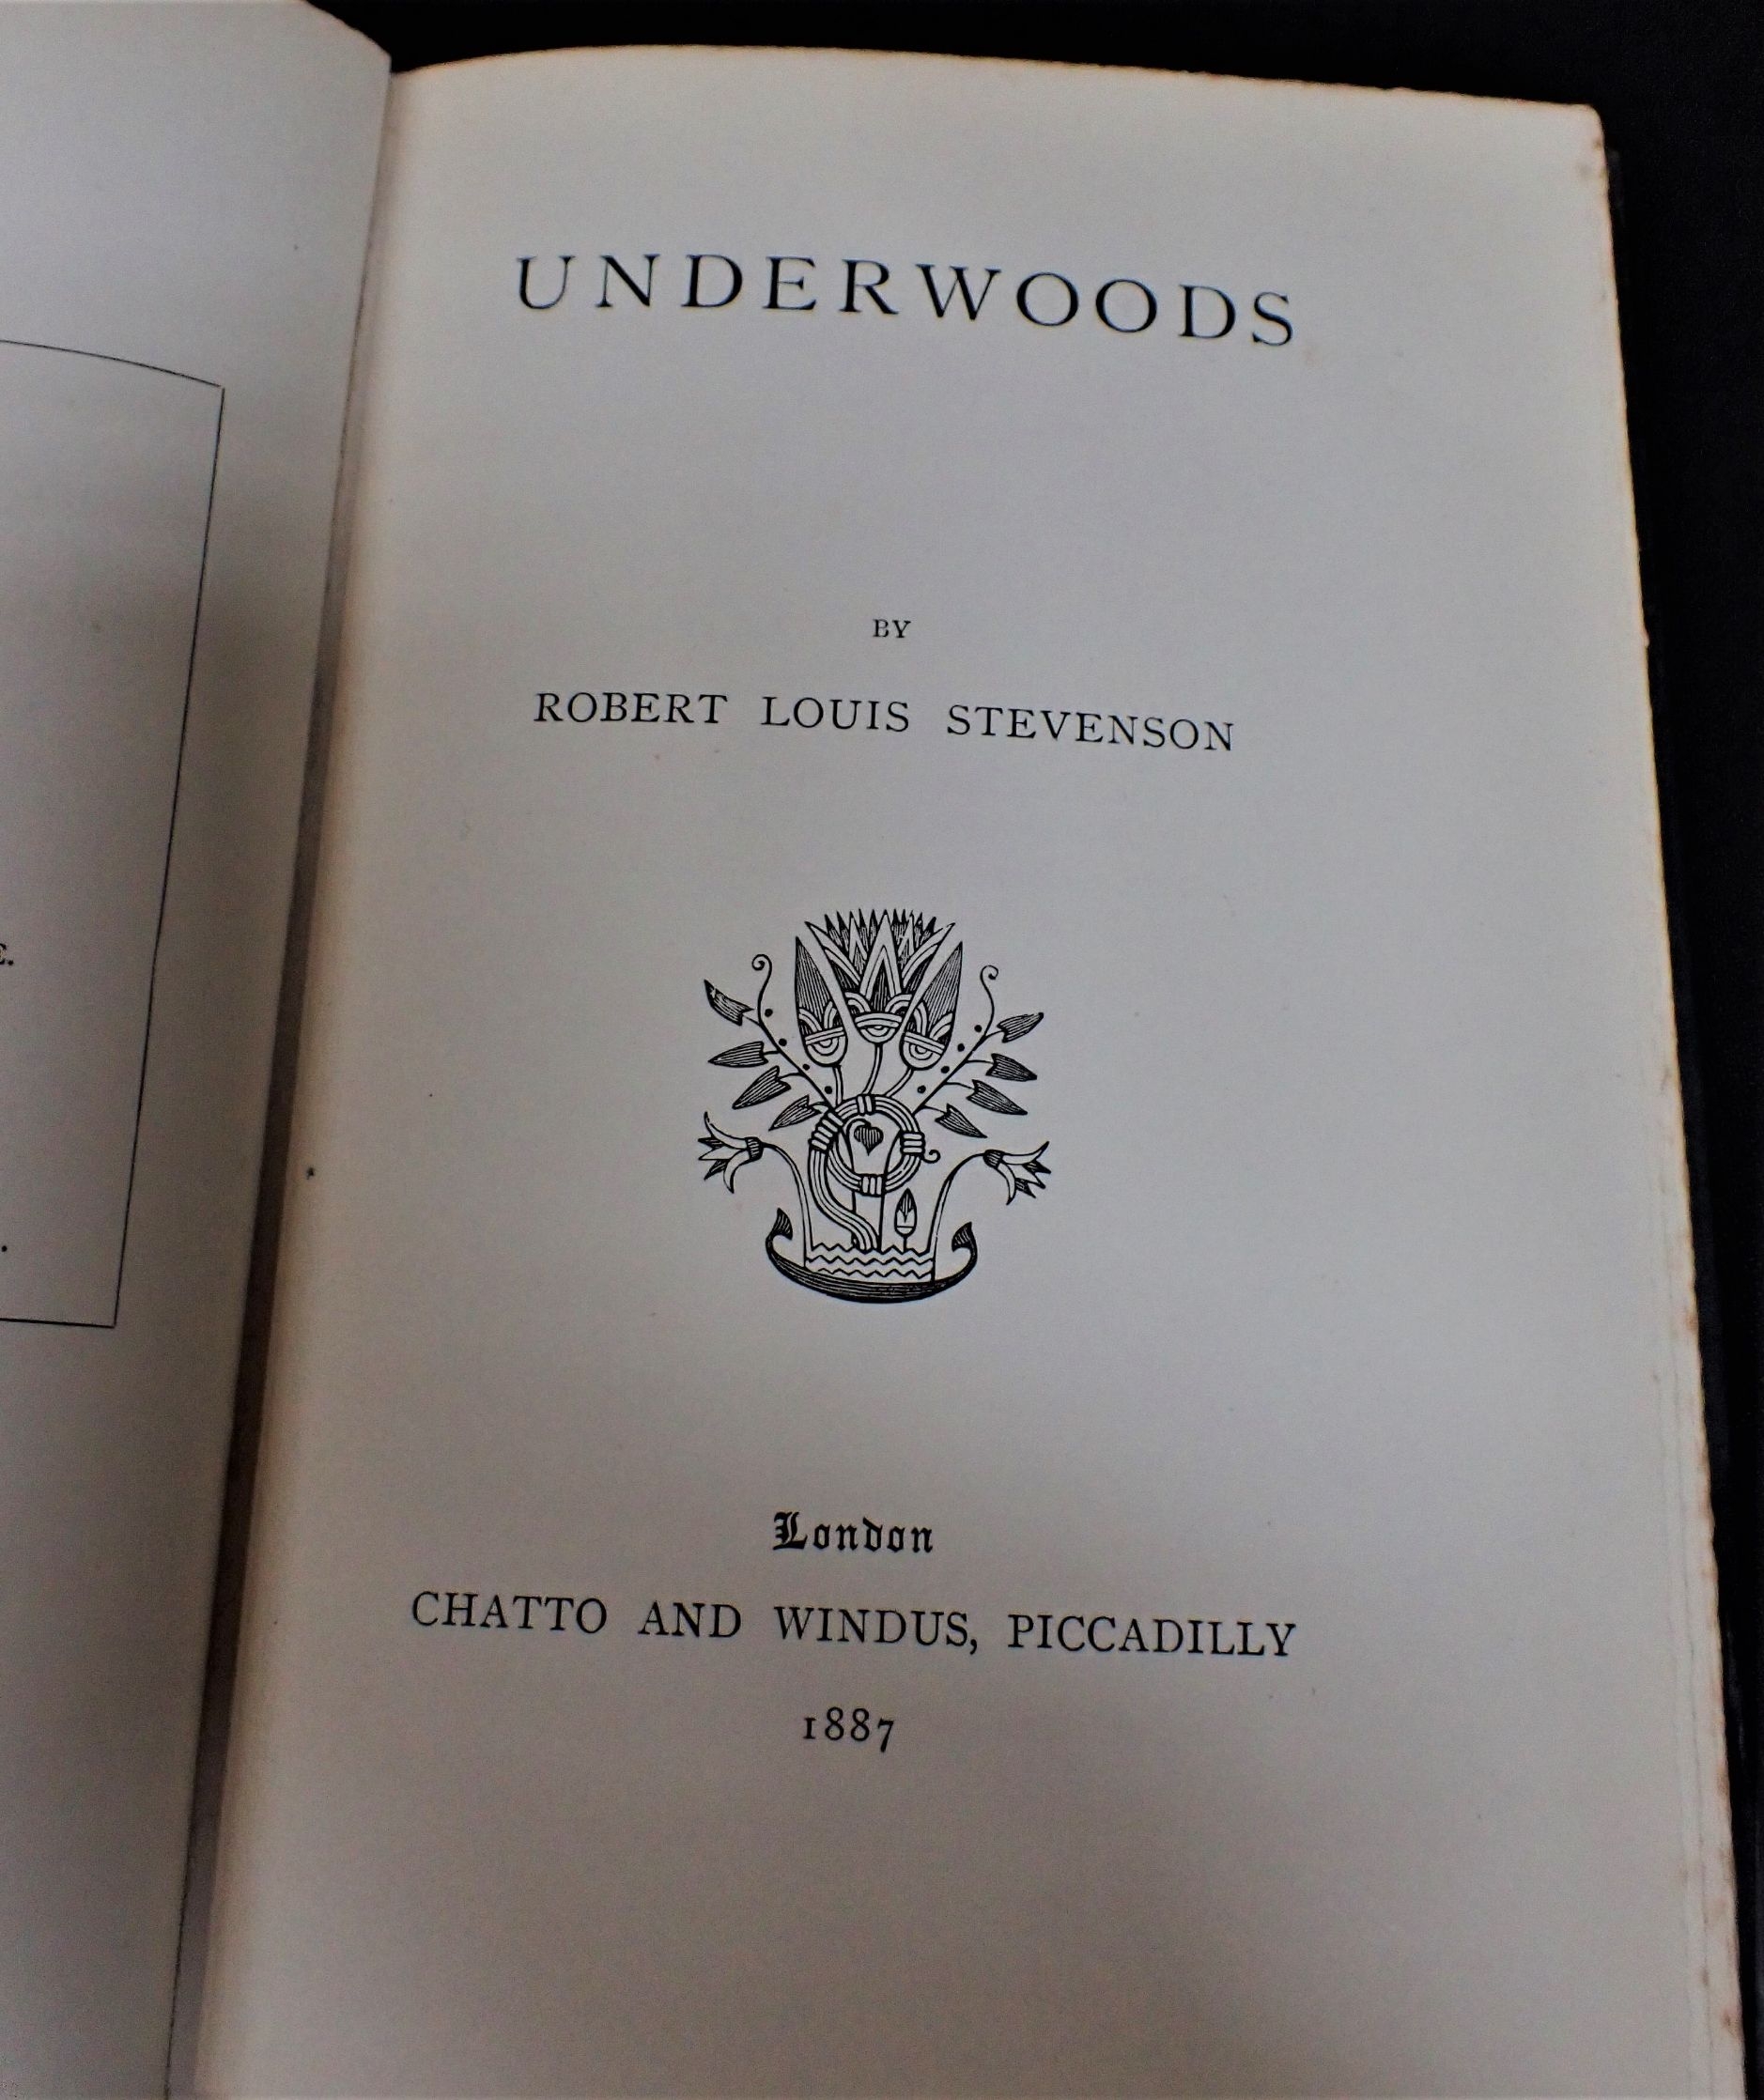 UNDERWOODS
BY
ROBERT LOUIS STEVENSON
London
CHATTO AND WINDUS, PICCADILLY
1887